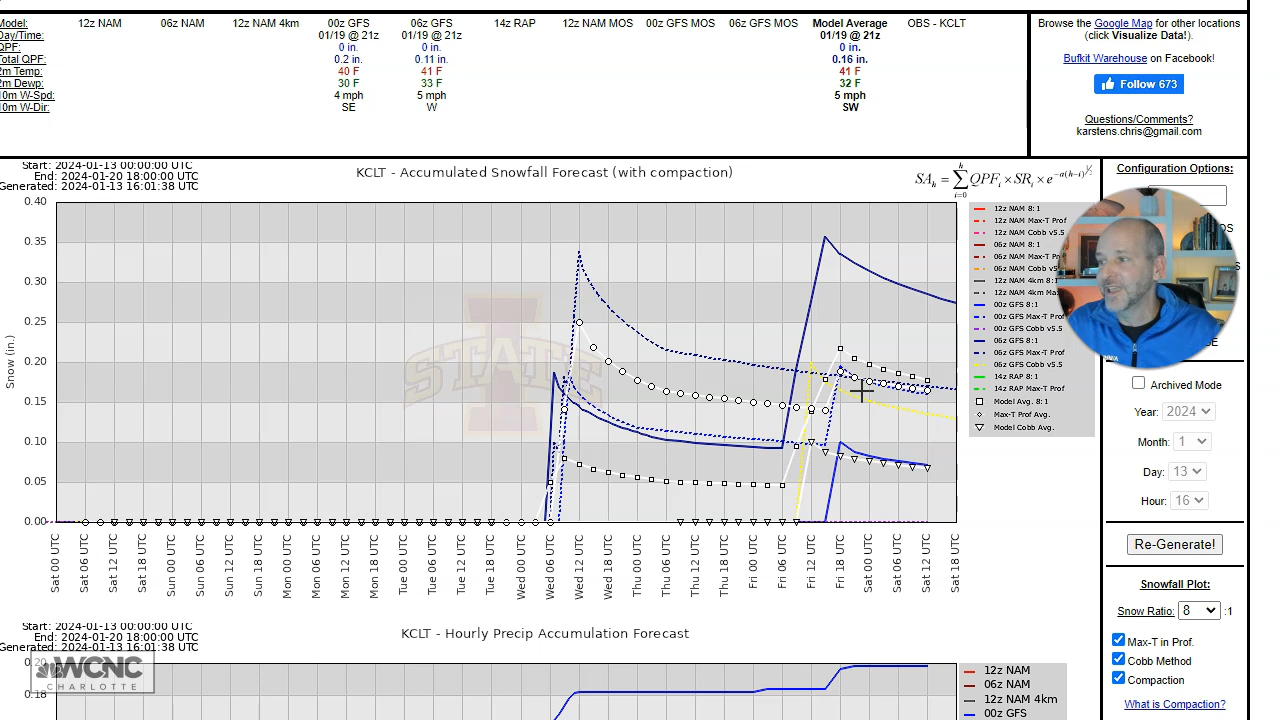 Model: 12z NAM 06z NAM 12z NAM 4km 00z GFS 06z GFS 14z RAP 12z NAM MOS 00z GFS MOS 06z GFS MOS Model Average OBS - KCLT
Day/Time: 01/19 @ 21z 01/19 @ 21z 01/19 @ 21z
QPF: 0 in. 0 in. 0 in.
Total QPF: 0.2 in. 0.11 in. 0.16 in.
2m Temp: 40 F 41 F 41 F
2m Dewp: 30 F 33 F 32 F
10m W-Spd: 4 mph 5 mph 5 mph
10m W-Dir: SE W SW
Browse the Google Map for other locations
(click Visualize Data!).
Bufkit Warehouse on Facebook!
Follow 673
Questions/Comments?
karstens.chris@gmail.com
Start: 2024-01-13 00:00:00 UTC
End: 2024-01-20 18:00:00 UTC
Generated: 2024-01-13 16:01:38 UTC
KCLT - Accumulated Snowfall Forecast (with compaction)
0.40
0.35
0.30
0.25
0.20
0.15
0.10
0.05
0.00
Snow (in.)
STATE
Sat 00 UTC
Sat 06 UTC
Sat 12 UTC
Sat 18 UTC
Sun 00 UTC
Sun 06 UTC
Sun 12 UTC
Sun 18 UTC
Mon 00 UTC
Mon 06 UTC
Mon 12 UTC
Mon 18 UTC
Tue 00 UTC
Tue 06 UTC
Tue 12 UTC
Tue 18 UTC
Wed 00 UTC
Wed 06 UTC
Wed 12 UTC
Wed 18 UTC
Thu 00 UTC
Thu 06 UTC
Thu 12 UTC
Thu 18 UTC
Fri 00 UTC
Fri 06 UTC
Fri 12 UTC
Fri 18 UTC
Sat 00 UTC
Sat 06 UTC
Sat 12 UTC
Sat 18 UTC
12z NAM 8:1
12z NAM Max-T Prof
12z NAM Cobb v5.5
06z NAM 8:1
06z NAM Max-T Pro
06z NAM Cobb v5
12z NAM 4km 8:1
12z NAM 4km Max
00z GFS 8:1
00z GFS Max-T Prof
00z GFS Cobb v5.5
06z GFS 8:1
06z GFS Max-T Prof
06z GFS Cobb v5.5
14z RAP 8:1
14z RAP Max-T Prof
Model Avg. 8:1
Max-T Prof Avg.
Model Cobb Avg.
Configuration Options:
Archived Mode
Year: 2024
Month: 1
Day: 13
Hour: 16
Re-Generate!
Snowfall Plot:
Snow Ratio: 8 :1
Max-T in Prof.
Cobb Method
Compaction
What is Compaction?
Start: 2024-01-13 00:00:00 UTC
End: 2024-01-20 18:00:00 UTC
Generated: 2024-01-13 16:01:38 UTC
KCLT - Hourly Precip Accumulation Forecast
0.20
0.18
12z NAM
06z NAM
12z NAM 4km
00z GFS
WCNC
CHARLOTTE